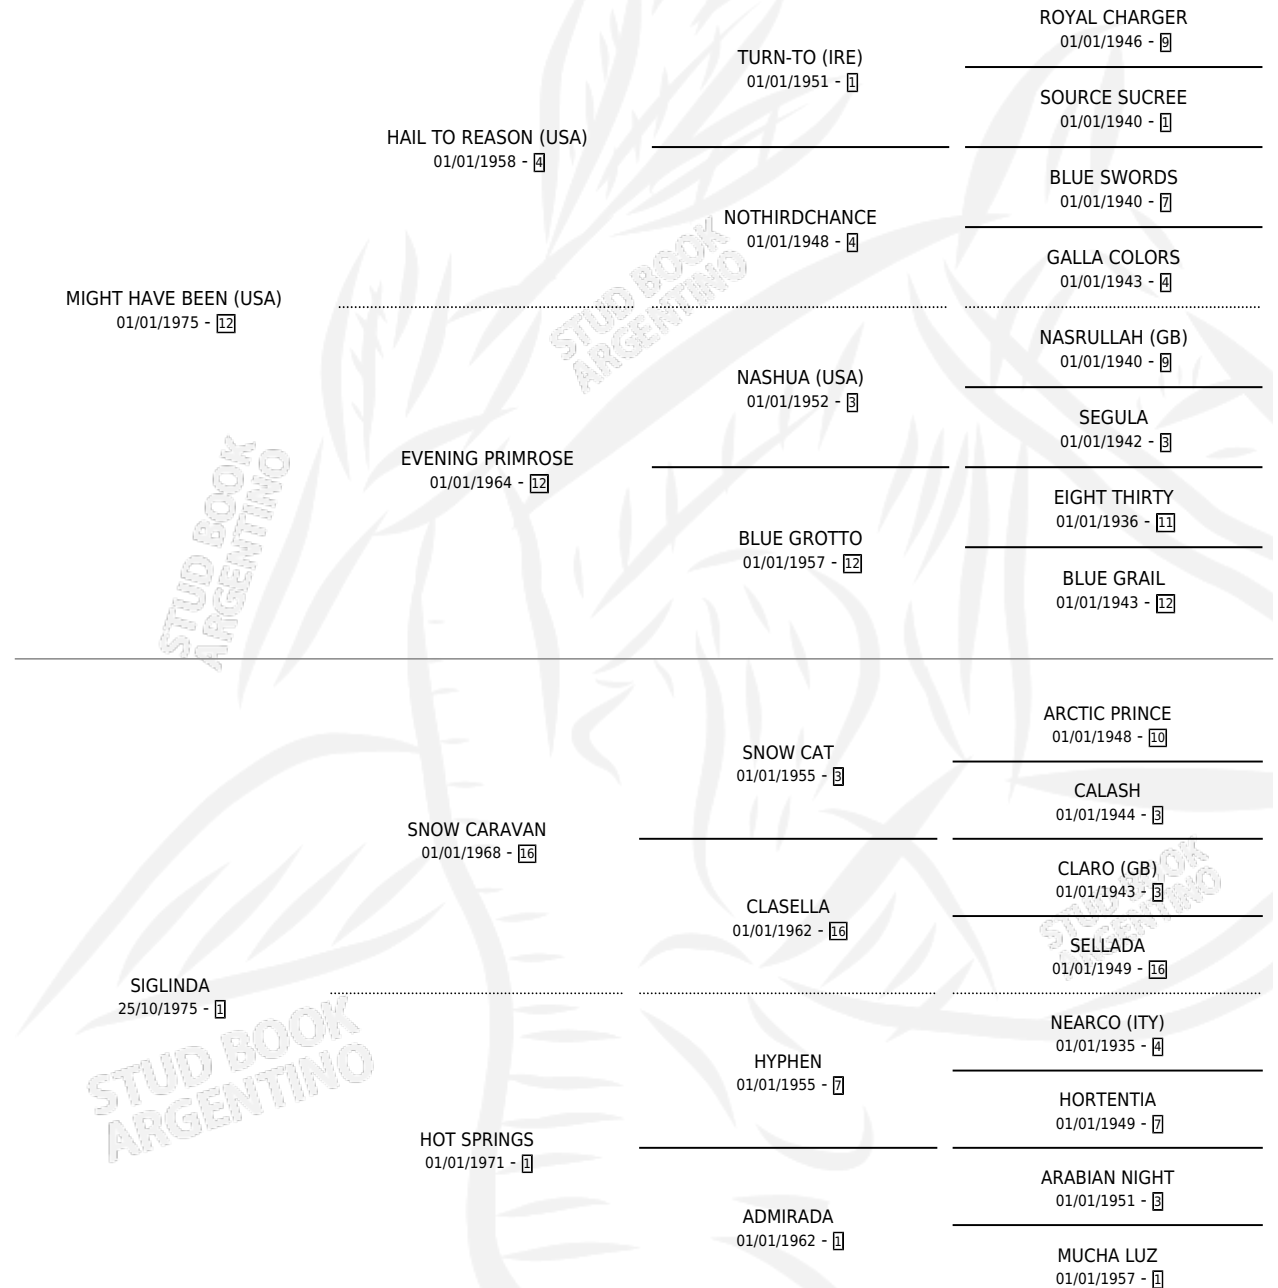 ROYAL CHARGER
01/01/1946 - 9
TURN-TO (IRE)
01/01/1951 - 1
SOURCE SUCREE
01/01/1940 - 1
HAIL TO REASON (USA)
01/01/1958 - 4
BLUE SWORDS
01/01/1940 - 7
NOTHIRDCHANCE
01/01/1948 - 4
GALLA COLORS
01/01/1943 - 4
MIGHT HAVE BEEN (USA)
01/01/1975 - 12
NASRULLAH (GB)
01/01/1940 - 9
NASHUA (USA)
01/01/1952 - 3
SEGULA
01/01/1942 - 3
EVENING PRIMROSE
01/01/1964 - 12
EIGHT THIRTY
01/01/1936 - 11
BLUE GROTTO
01/01/1957 - 12
BLUE GRAIL
01/01/1943 - 12
ARCTIC PRINCE
01/01/1948 - 10
SNOW CAT
01/01/1955 - 3
CALASH
01/01/1944 - 3
SNOW CARAVAN
01/01/1968 - 16
CLARO (GB)
01/01/1943 - 3
CLASELLA
01/01/1962 - 16
SELLADA
01/01/1949 - 16
SIGLINDA
25/10/1975 - 1
NEARCO (ITY)
01/01/1935 - 4
HYPHEN
01/01/1955 - 7
HORTENTIA
01/01/1949 - 7
HOT SPRINGS
01/01/1971 - 1
ARABIAN NIGHT
01/01/1951 - 3
ADMIRADA
01/01/1962 - 1
MUCHA LUZ
01/01/1957 - 1
STUD BOOK
ARGENTINO
STUD BOOK
ARGENTINO
STUD BOOK
ARGENTINO
STUD BOOK
ARGENTINO